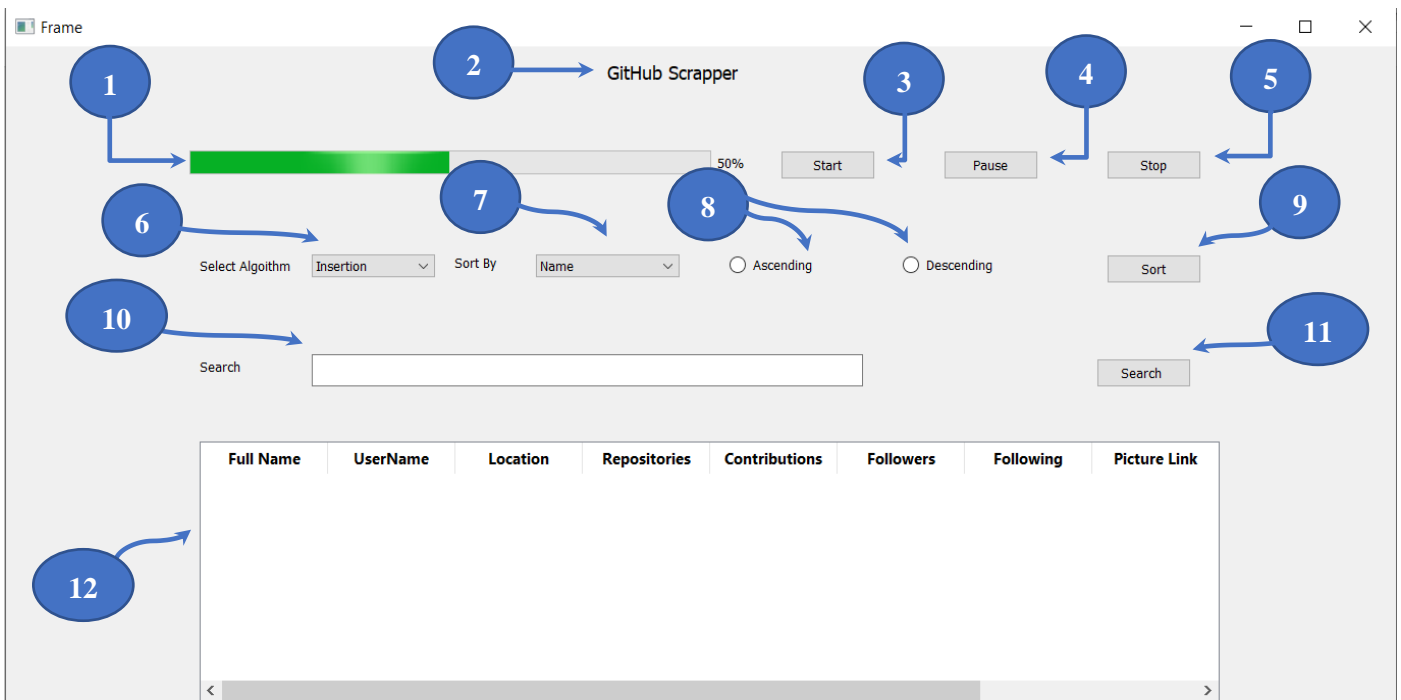 Frame
2
GitHub Scrapper
1
3
4
5
50%
Start
Pause
Stop
6
7
8
9
Select Algoithm
Insertion
Sort By
Name
Ascending
Descending
Sort
10
11
Search
Search
Full Name UserName Location Repositories Contributions Followers Following Picture Link
12